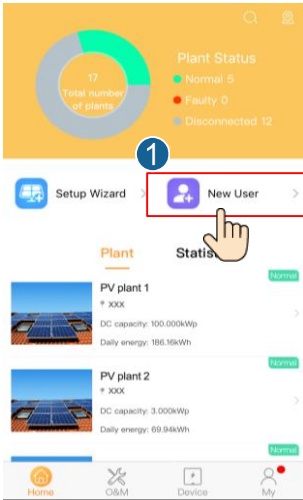 Plant Status
17
Total number
of plants
Normal 5
Faulty 0
Disconnected 12
1
Setup Wizard
New User
Plant
Statis
Normal
PV plant 1
XXX
DC capacity: 100.000kWp
Daily energy: 186.16kWh
Normal
PV plant 2
XXX
DC capacity: 3.000kWp
Daily energy: 69.94kWh
Normal
Home
O&M
Device
My